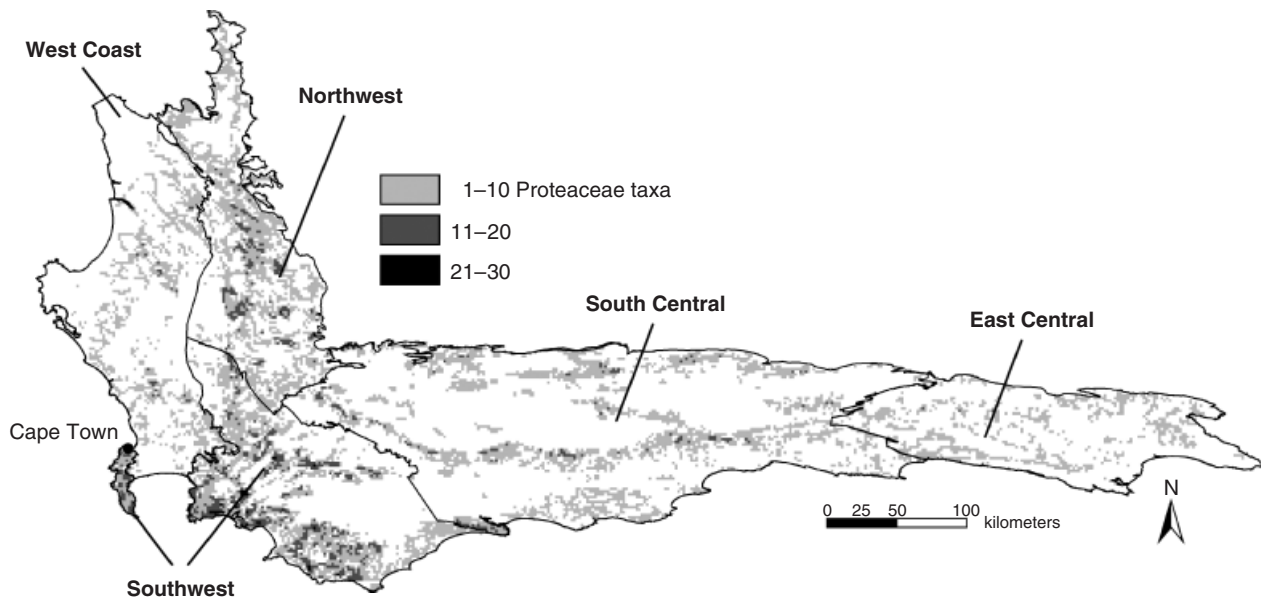 West Coast
Northwest
1–10 Proteaceae taxa
11–20
21–30
South Central
East Central
Cape Town
N
0 25 50 100
kilometers
Southwest